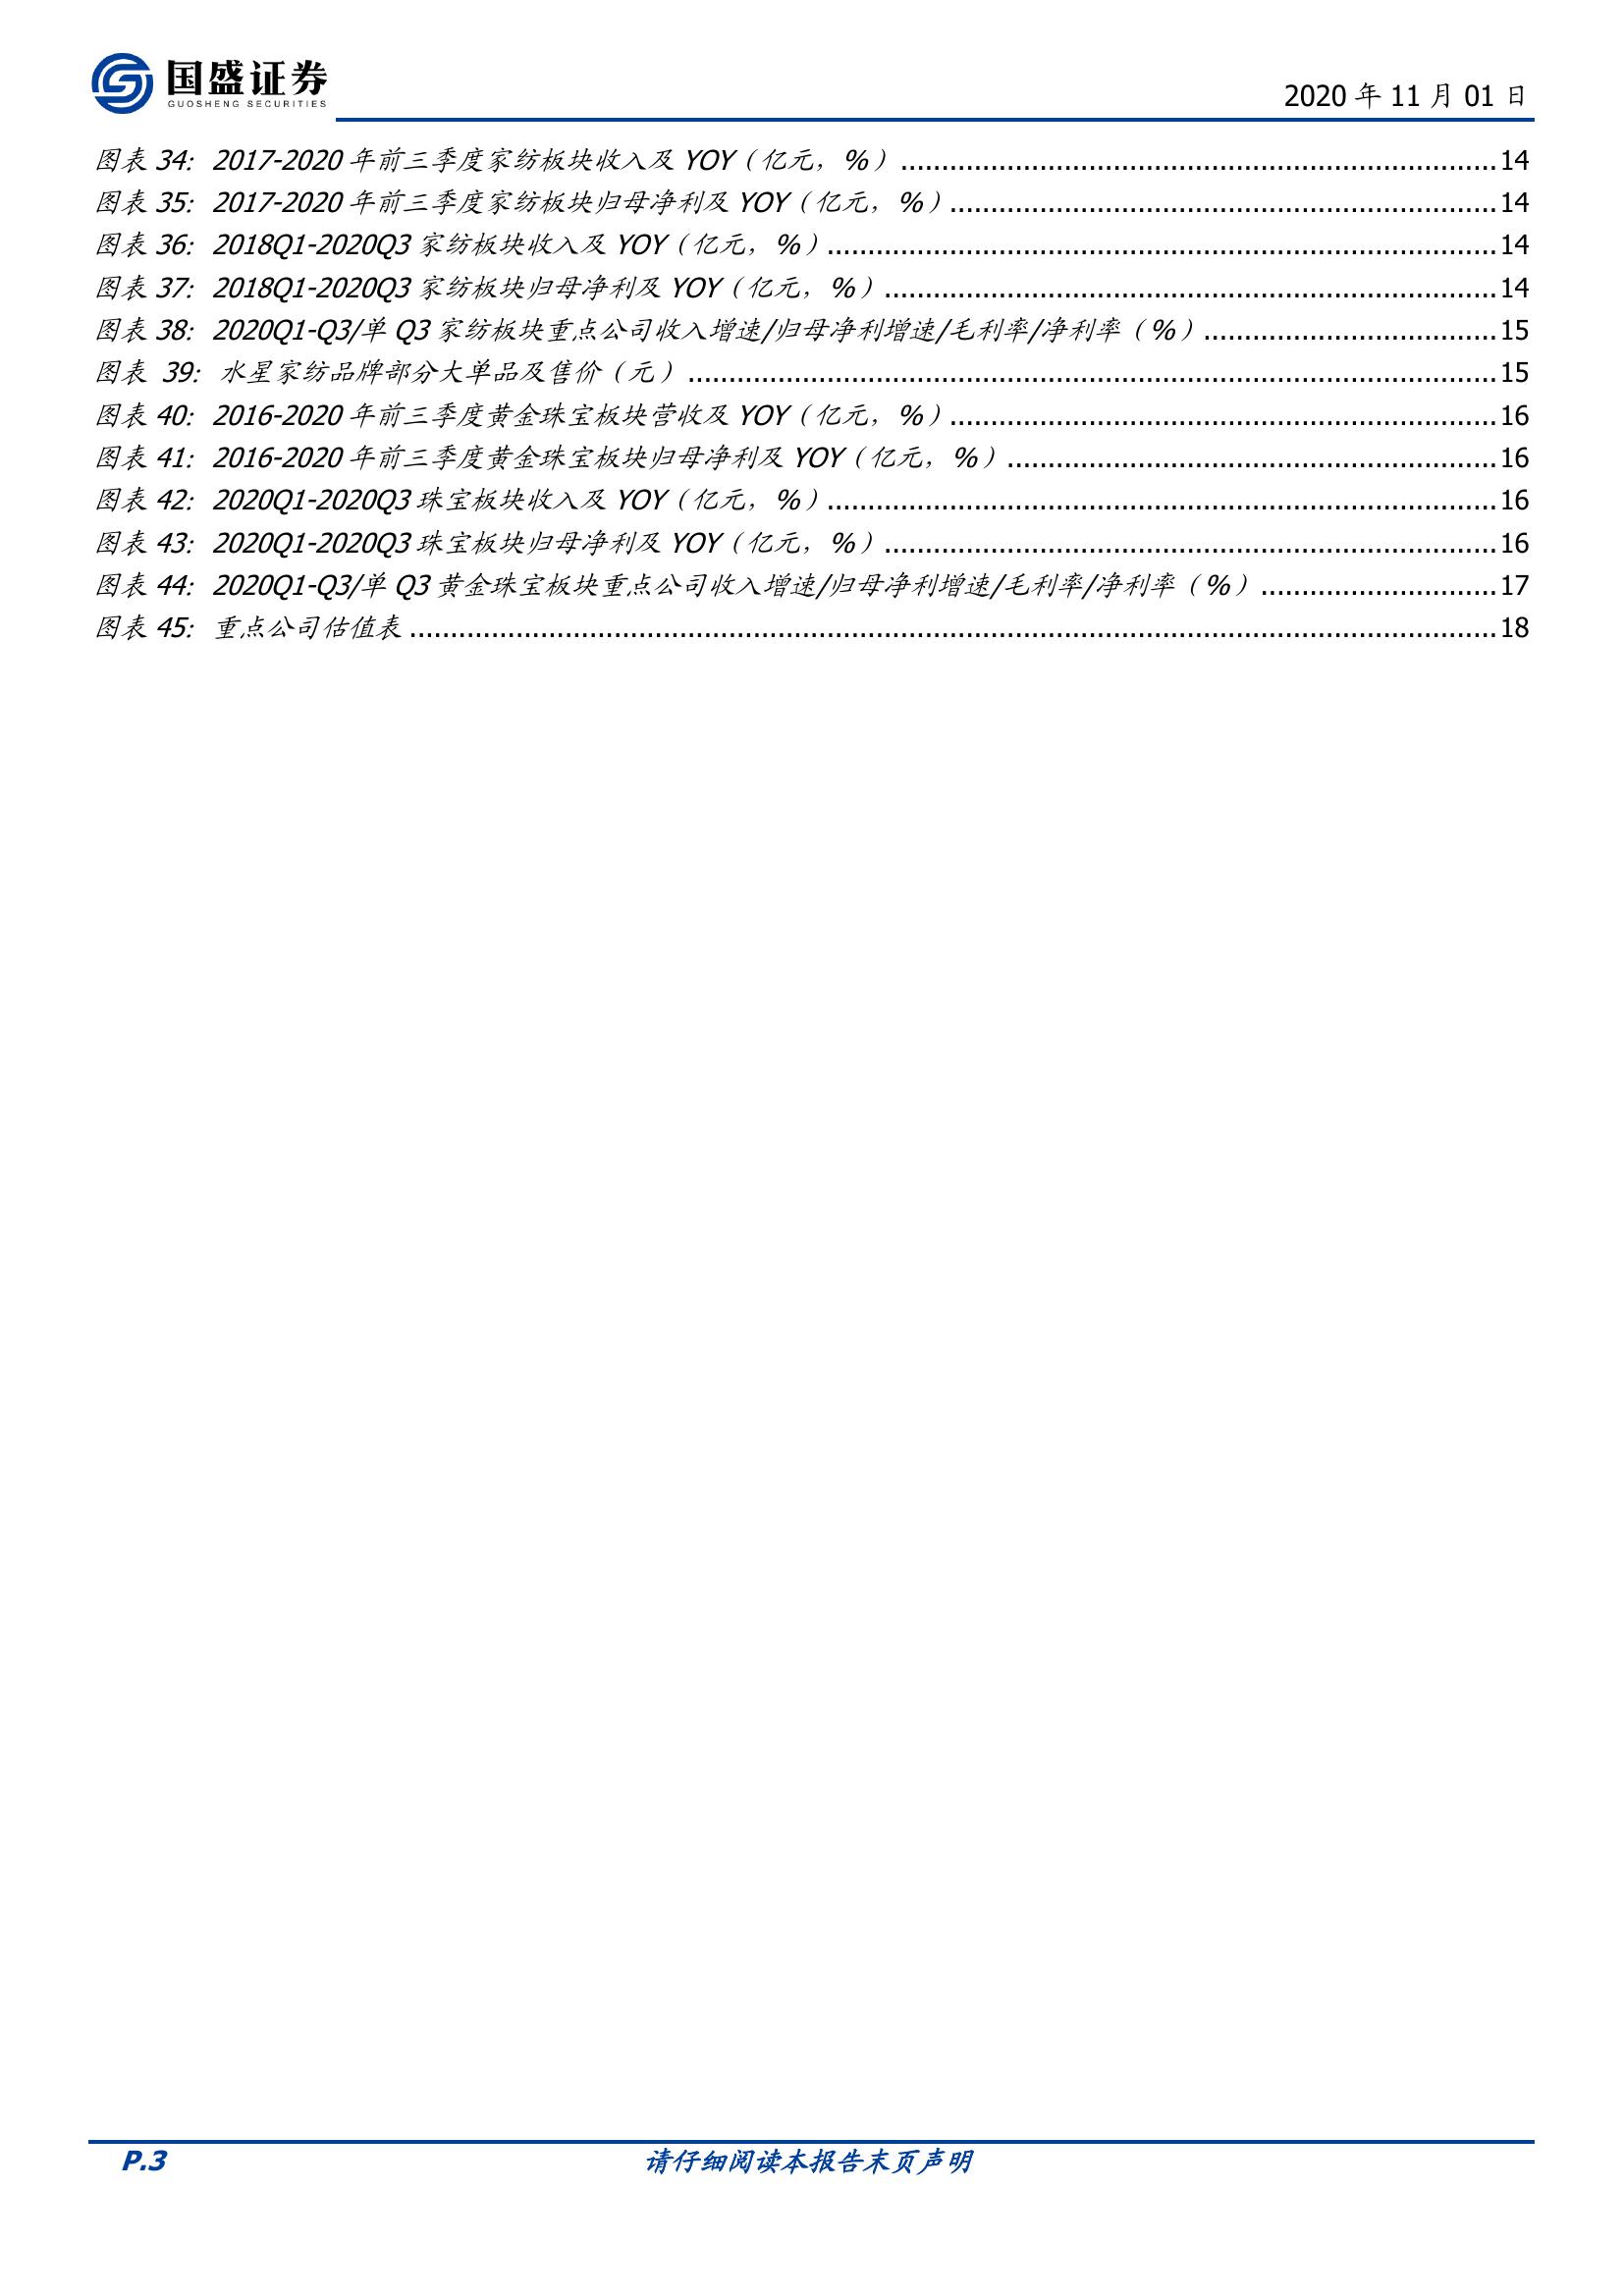 国盛证券
GUOSHENG SECURITIES
2020 年 11 月 01 日
图表 34: 2017-2020 年前三季度家纺板块收入及 YOY（亿元，%）......14
图表 35: 2017-2020 年前三季度家纺板块归母净利及 YOY（亿元，%）......14
图表 36: 2018Q1-2020Q3 家纺板块收入及 YOY（亿元，%）......14
图表 37: 2018Q1-2020Q3 家纺板块归母净利及 YOY（亿元，%）......14
图表 38: 2020Q1-Q3/单 Q3 家纺板块重点公司收入增速/归母净利增速/毛利率/净利率（%）......15
图表 39: 水星家纺品牌部分大单品及售价（元）......15
图表 40: 2016-2020 年前三季度黄金珠宝板块营收及 YOY（亿元，%）......16
图表 41: 2016-2020 年前三季度黄金珠宝板块归母净利及 YOY（亿元，%）......16
图表 42: 2020Q1-2020Q3 珠宝板块收入及 YOY（亿元，%）......16
图表 43: 2020Q1-2020Q3 珠宝板块归母净利及 YOY（亿元，%）......16
图表 44: 2020Q1-Q3/单 Q3 黄金珠宝板块重点公司收入增速/归母净利增速/毛利率/净利率（%）......17
图表 45: 重点公司估值表......18
P.3
请仔细阅读本报告末页声明